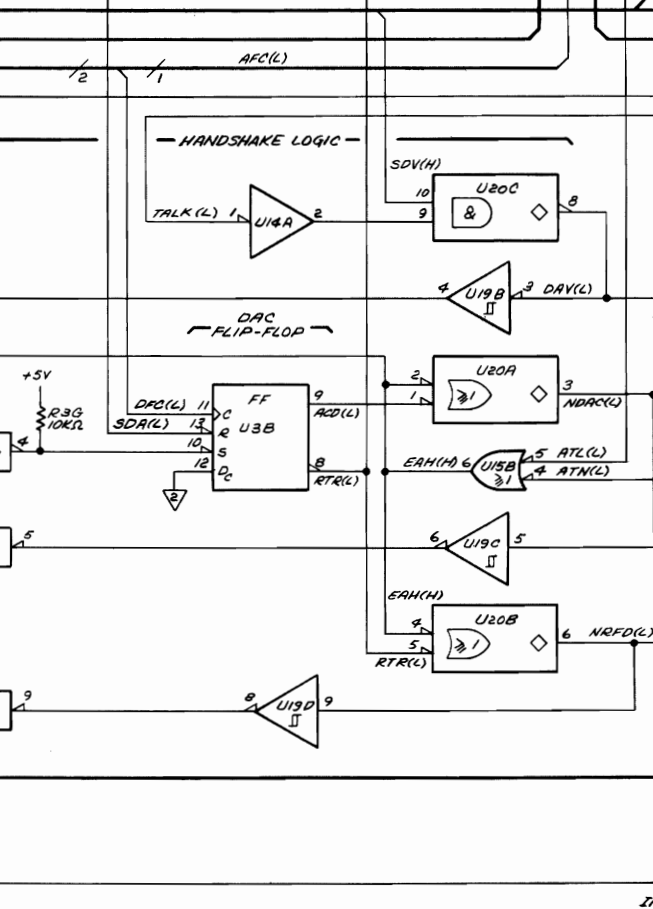 AFC(L)
2 1
HANDSHAKE LOGIC
SDV(H)
10 U20C
9 & 8
TALK(L) 1 U14A 2
4 U19B 3 DAV(L)
DAC
FLIP-FLOP
+5V
R3G
10KΩ
4
DFC(L) 11 C FF
SDA(L) 13 R U3B
10 S
12 D
C
9
ACD(L)
8
RTR(L)
2
2 U20A
1 ≥1 3
NDAC(L)
EAH(H) 6 U15B 5 ATL(L)
≥1 4 ATN(L)
5
6 U19C 5
EAH(H)
4 U20B
5 ≥1 6 NRFD(L)
RTR(L)
9
8 U19D 9